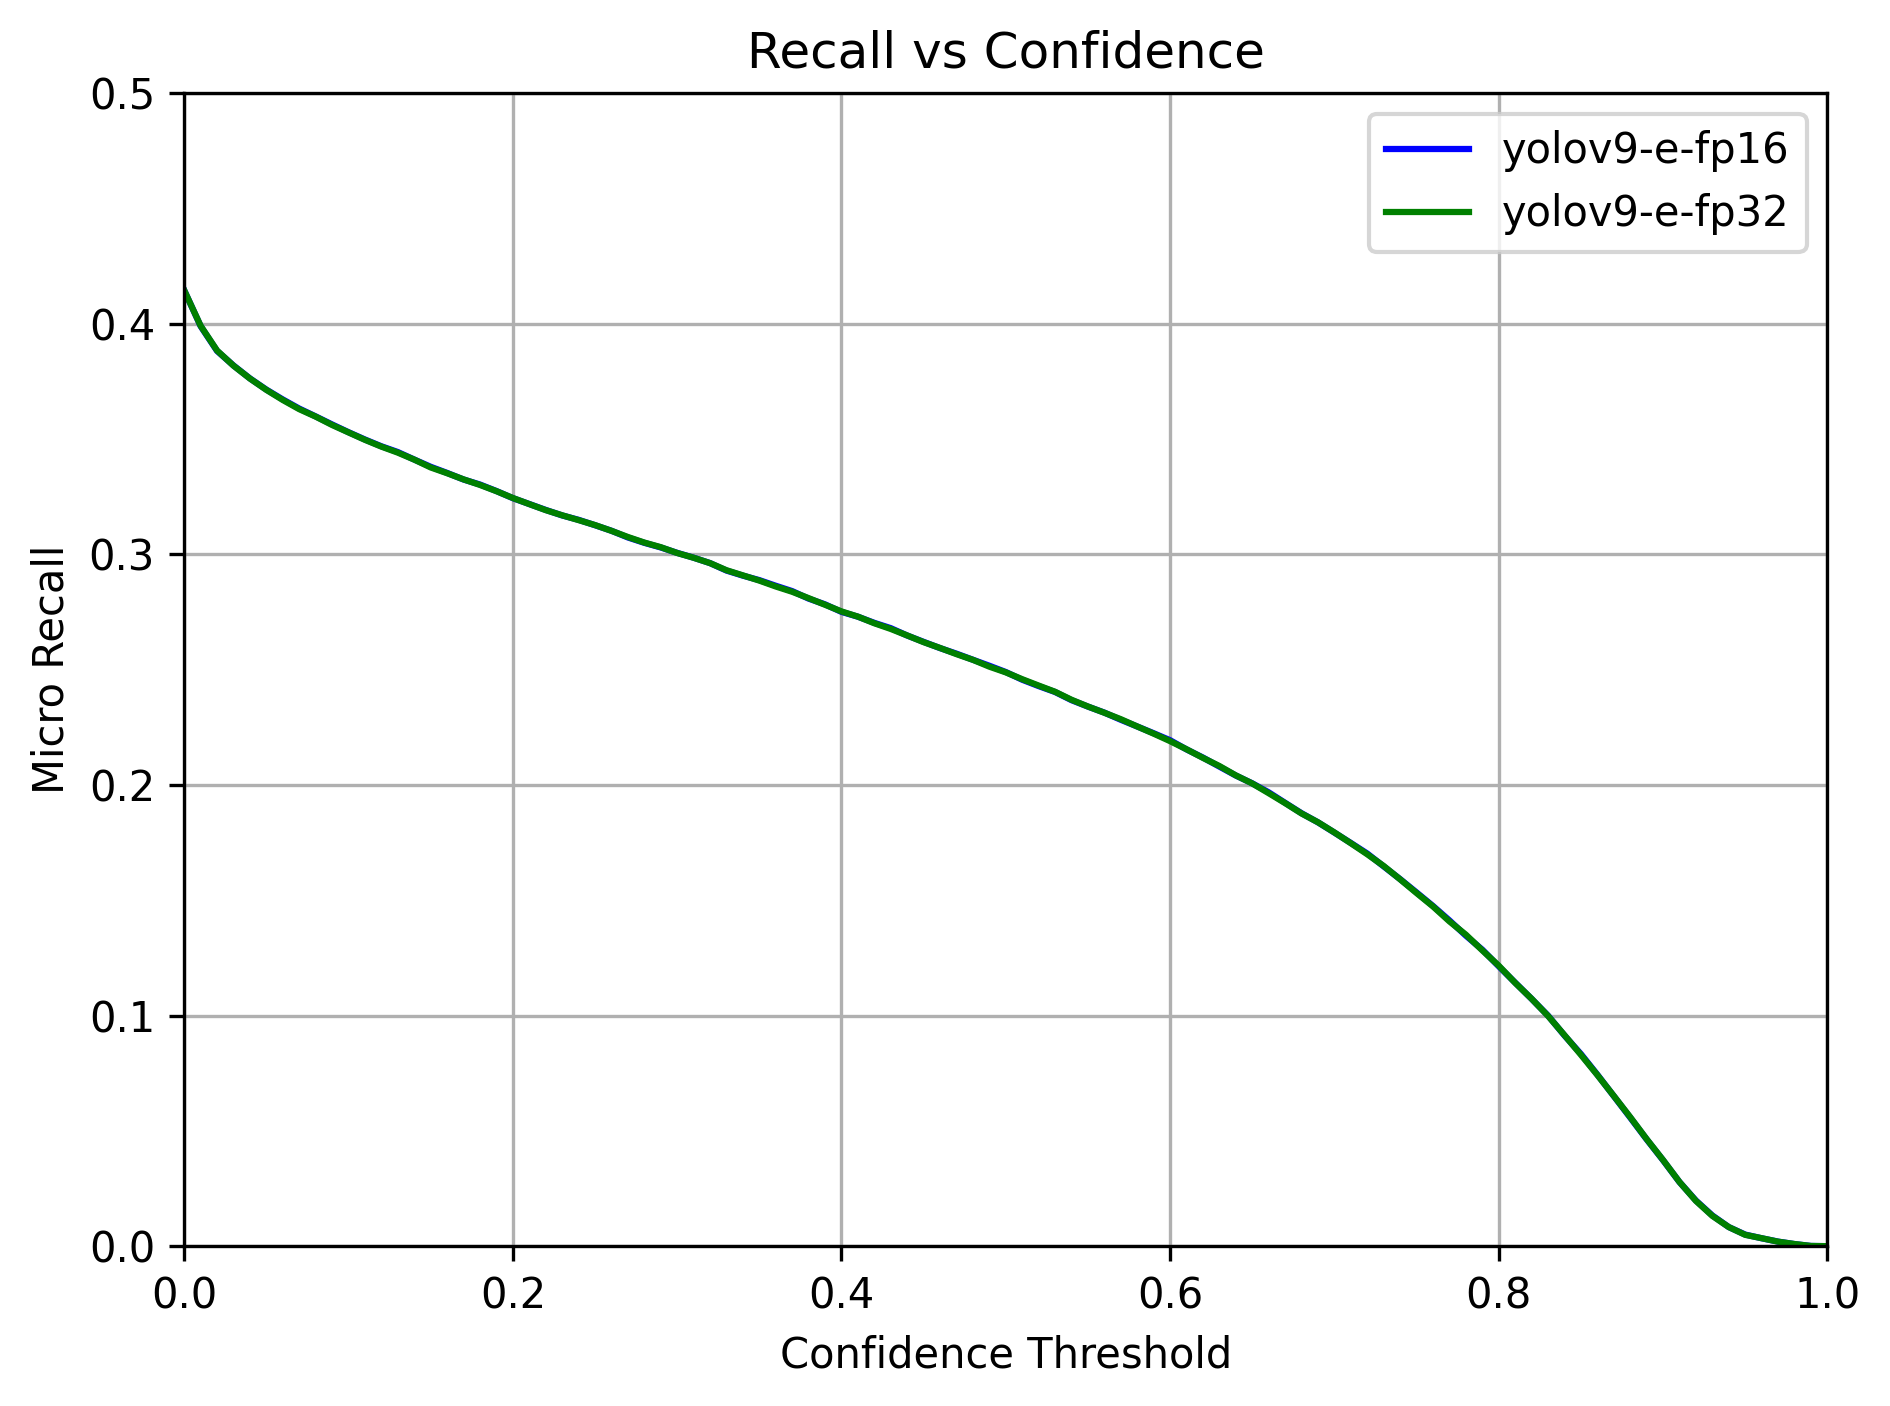 Recall vs Confidence
0.5
yolov9-e-fp16
yolov9-e-fp32
0.4
0.3
Micro Recall
0.2
0.1
0.0
0.0 0.2 0.4 0.6 0.8 1.0
Confidence Threshold